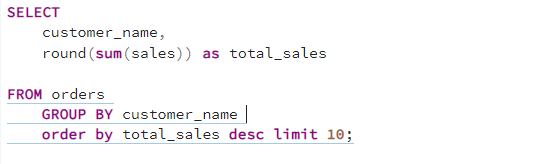 SELECT
customer_name,
round(sum(sales)) as total_sales
FROM orders
GROUP BY customer_name
order by total_sales desc limit 10;